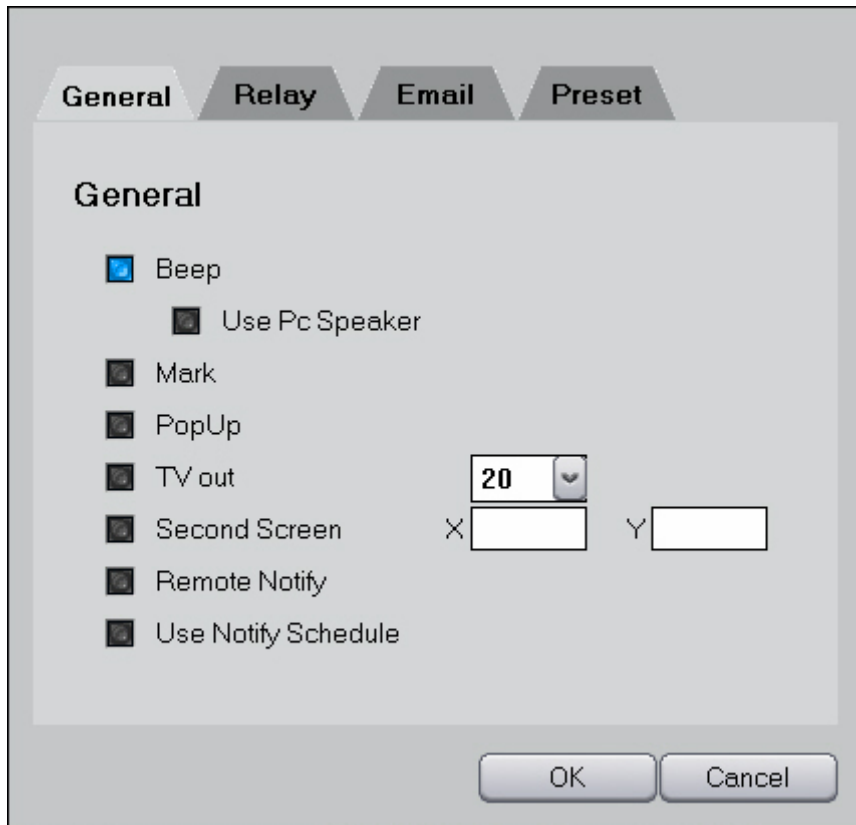 General Relay Email Preset
General
Beep
Use Pc Speaker
Mark
PopUp
TV out 20
Second Screen X Y
Remote Notify
Use Notify Schedule
OK Cancel